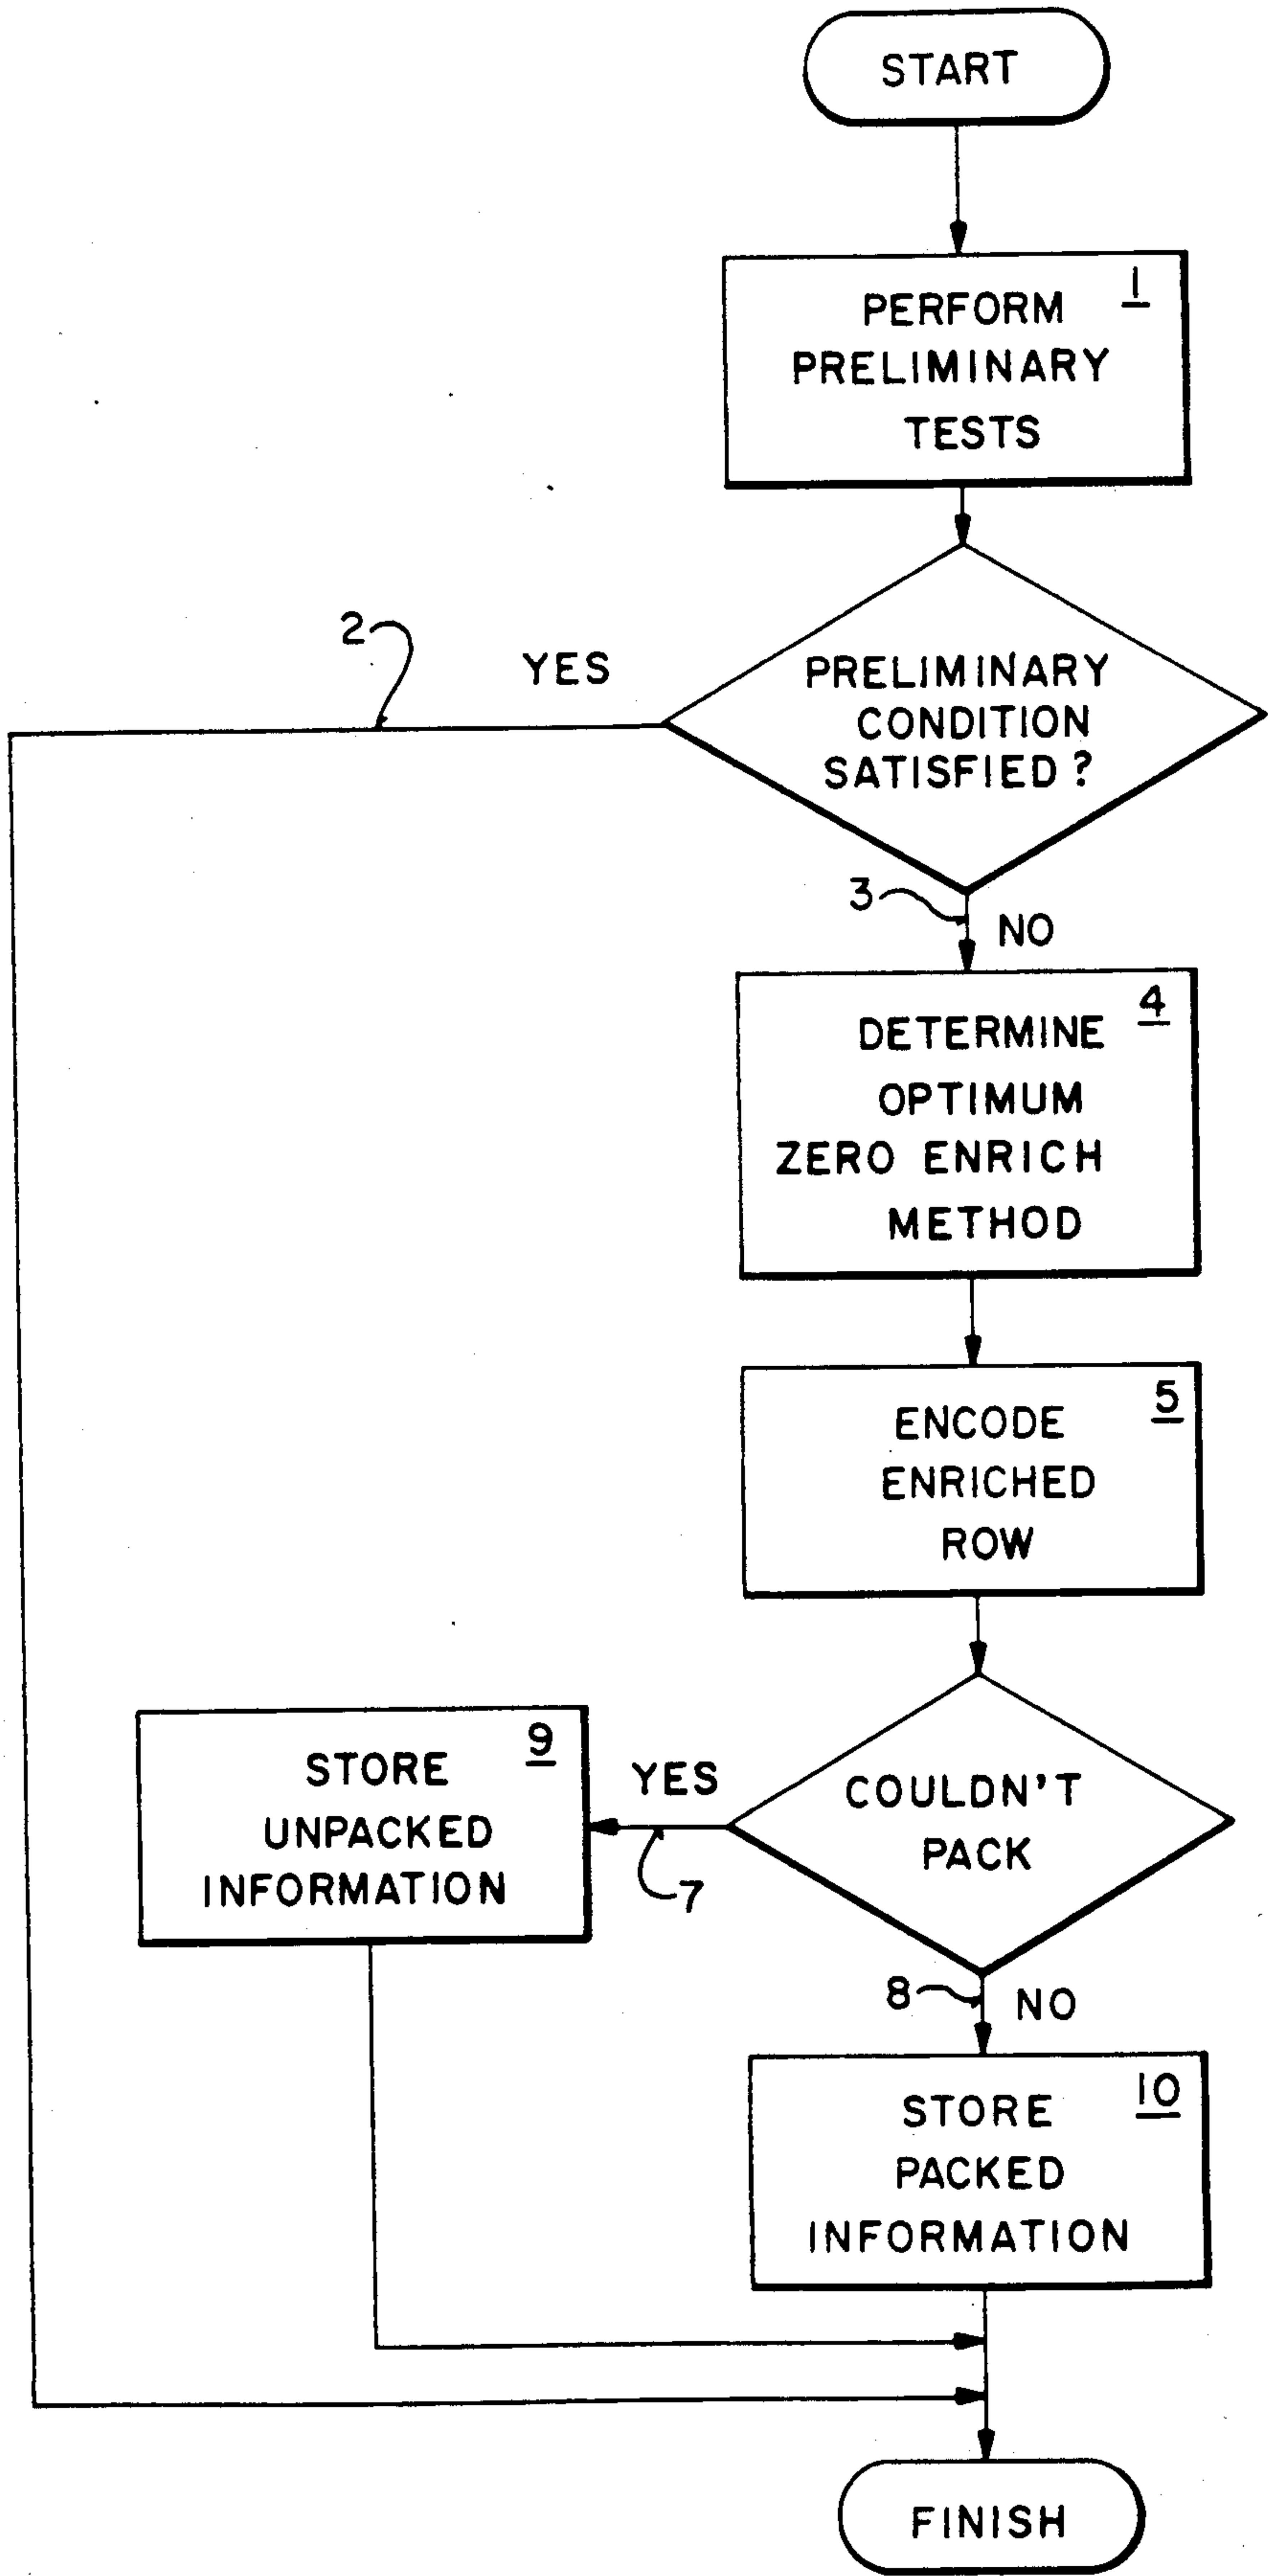 START
1
PERFORM
PRELIMINARY
TESTS
2
YES
PRELIMINARY
CONDITION
SATISFIED?
3
NO
4
DETERMINE
OPTIMUM
ZERO ENRICH
METHOD
5
ENCODE
ENRICHED
ROW
9
STORE
UNPACKED
INFORMATION
YES
7
COULDN'T
PACK
8
NO
10
STORE
PACKED
INFORMATION
FINISH